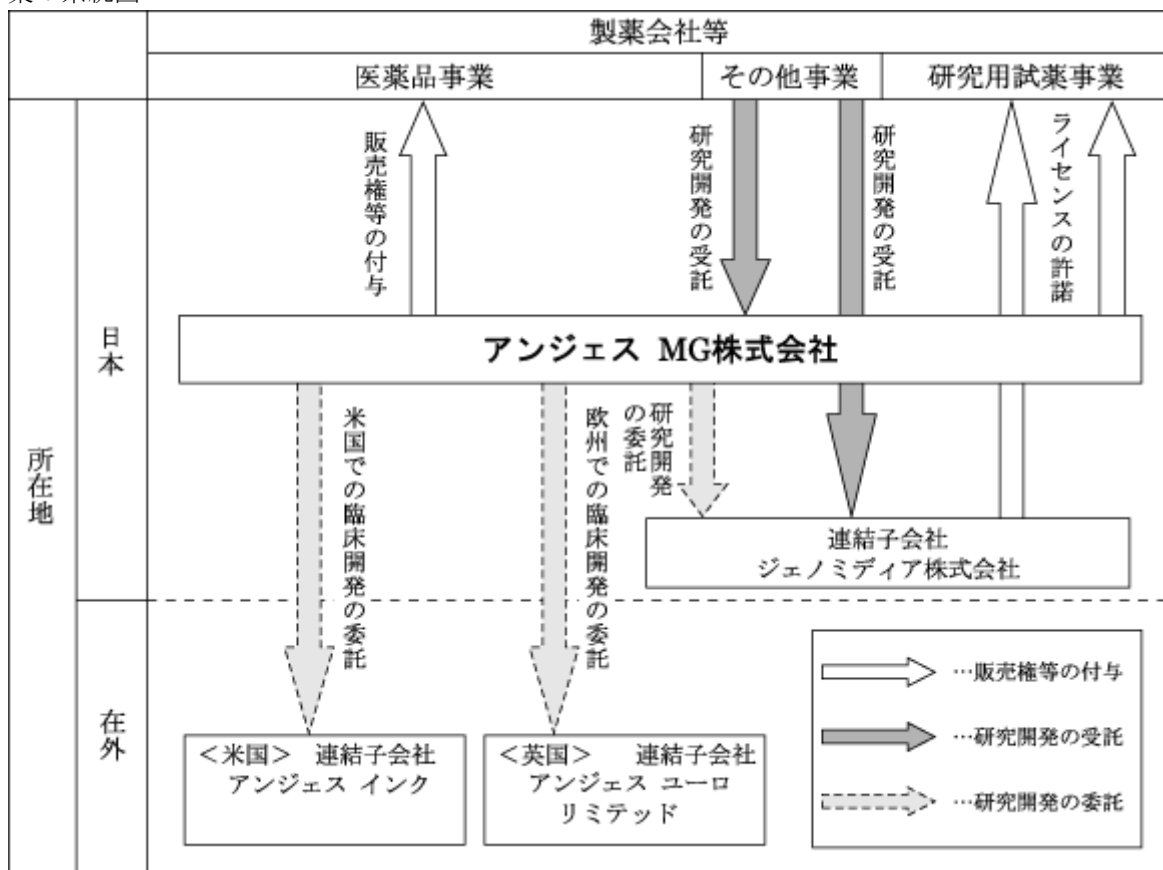 製薬会社等
医薬品事業
その他事業
研究用試薬事業
販売権等の付与
研究開発の受託
研究開発の受託
ライセンスの許諾
所在地
日本
アンジェス MG株式会社
米国での臨床開発の委託
欧州での臨床開発の委託
研究開発
の委託
連結子会社
ジェノミディア株式会社
在外
＜米国＞ 連結子会社
アンジェス インク
＜英国＞ 連結子会社
アンジェス ユーロ
リミテッド
…販売権等の付与
…研究開発の受託
…研究開発の委託